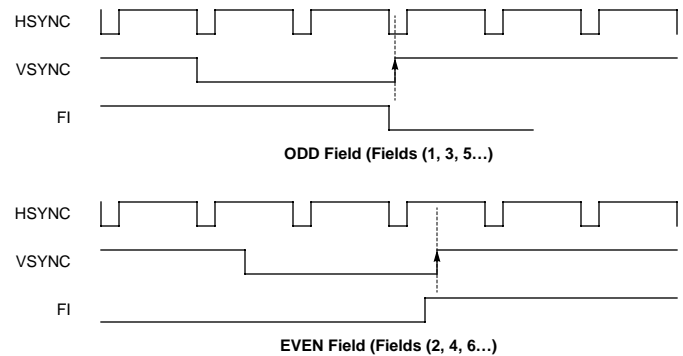 HSYNC
VSYNC
FI
ODD Field (Fields (1, 3, 5…)
HSYNC
VSYNC
FI
EVEN Field (Fields (2, 4, 6…)